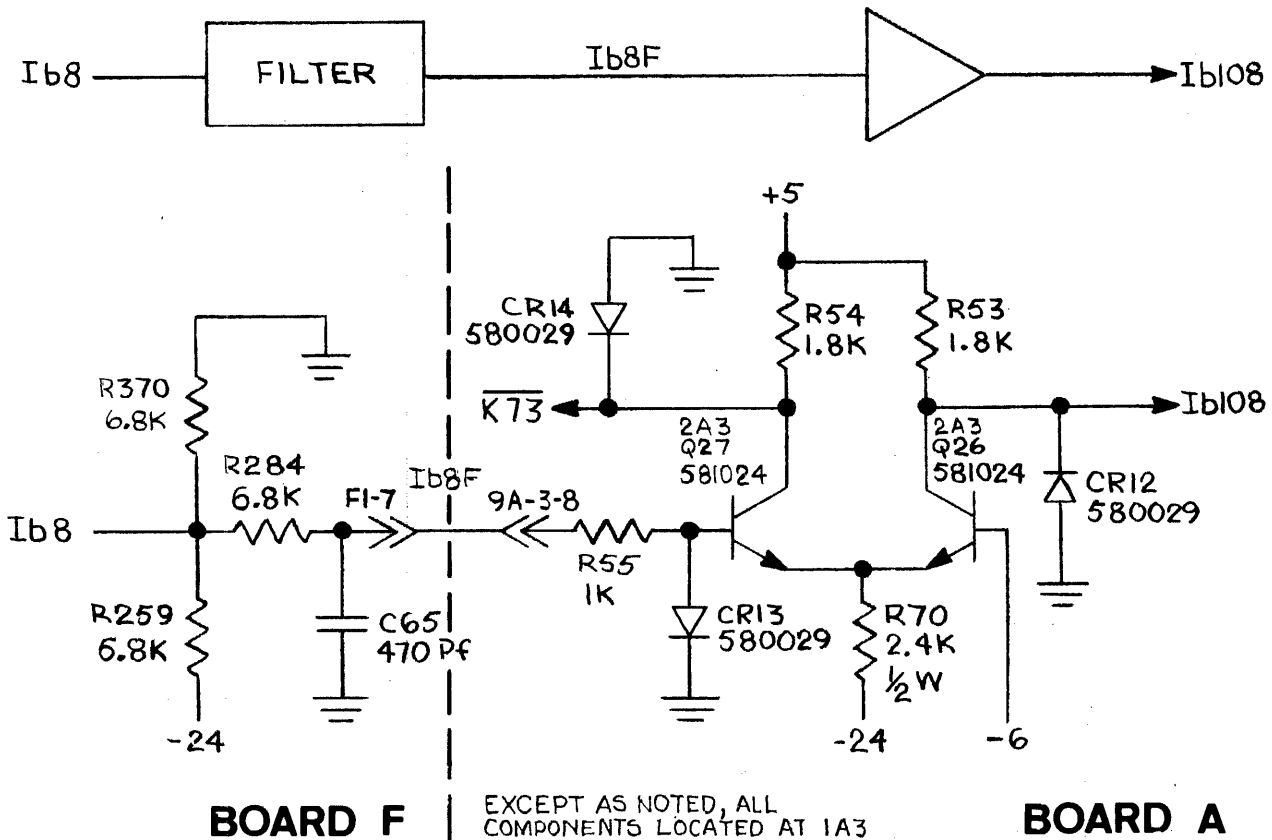 Ib8
FILTER
Ib8F
Ib108
+5
CR14
580029
R54
1.8K
R53
1.8K
R370
6.8K
K73
Ib108
2A3
Q27
581024
2A3
Q26
581024
R284
6.8K
F1-7
Ib8F
9A-3-8
CR12
580029
Ib8
R55
1K
R259
6.8K
C65
470 Pf
CR13
580029
R70
2.4K
½ W
-24
-24
-6
BOARD F
EXCEPT AS NOTED, ALL
COMPONENTS LOCATED AT 1A3
BOARD A